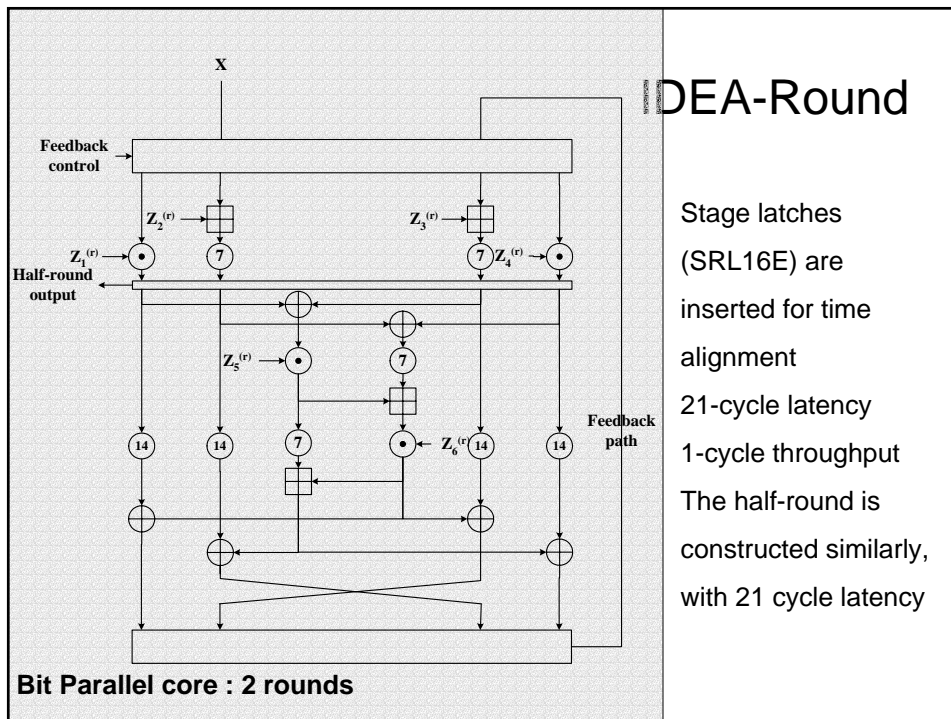 X
IDEA-Round
Feedback
control
Z₂⁽ʳ⁾
Z₃⁽ʳ⁾
Z₁⁽ʳ⁾
7
7
Z₄⁽ʳ⁾
Half-round
output
Z₅⁽ʳ⁾
7
Feedback
path
14
14
7
Z₆⁽ʳ⁾
14
14
Stage latches
(SRL16E) are
inserted for time
alignment
21-cycle latency
1-cycle throughput
The half-round is
constructed similarly,
with 21 cycle latency
Bit Parallel core : 2 rounds